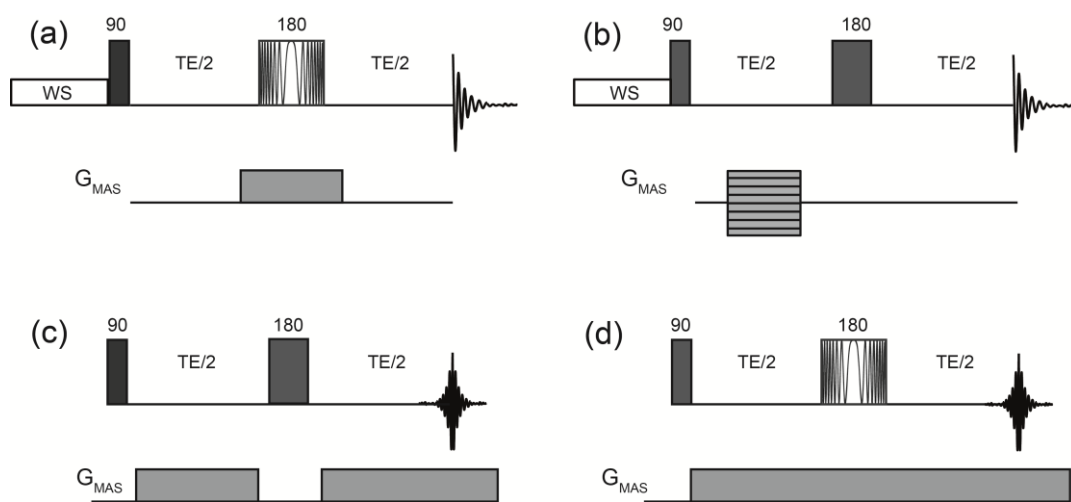 (a) 90 180 (b) 90 180
TE/2 TE/2 TE/2 TE/2
WS WS
G_MAS G_MAS
(c) 90 180 (d) 90 180
TE/2 TE/2 TE/2 TE/2
G_MAS G_MAS